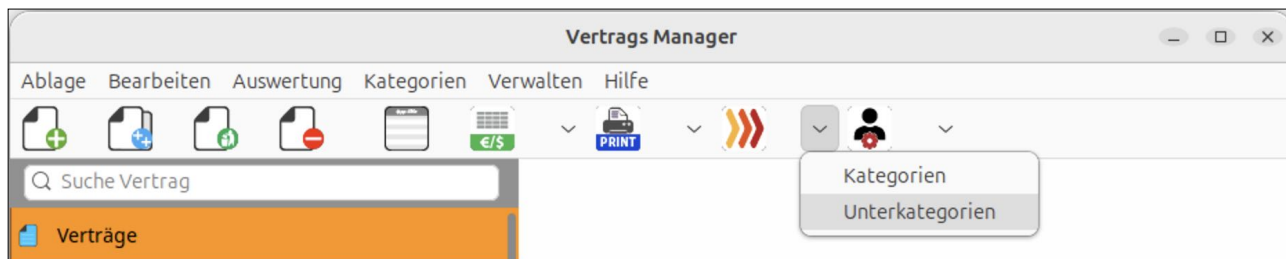 Vertrags Manager
Ablage Bearbeiten Auswertung Kategorien Verwalten Hilfe
€/$ PRINT
Suche Vertrag
Kategorien
Unterkategorien
Verträge